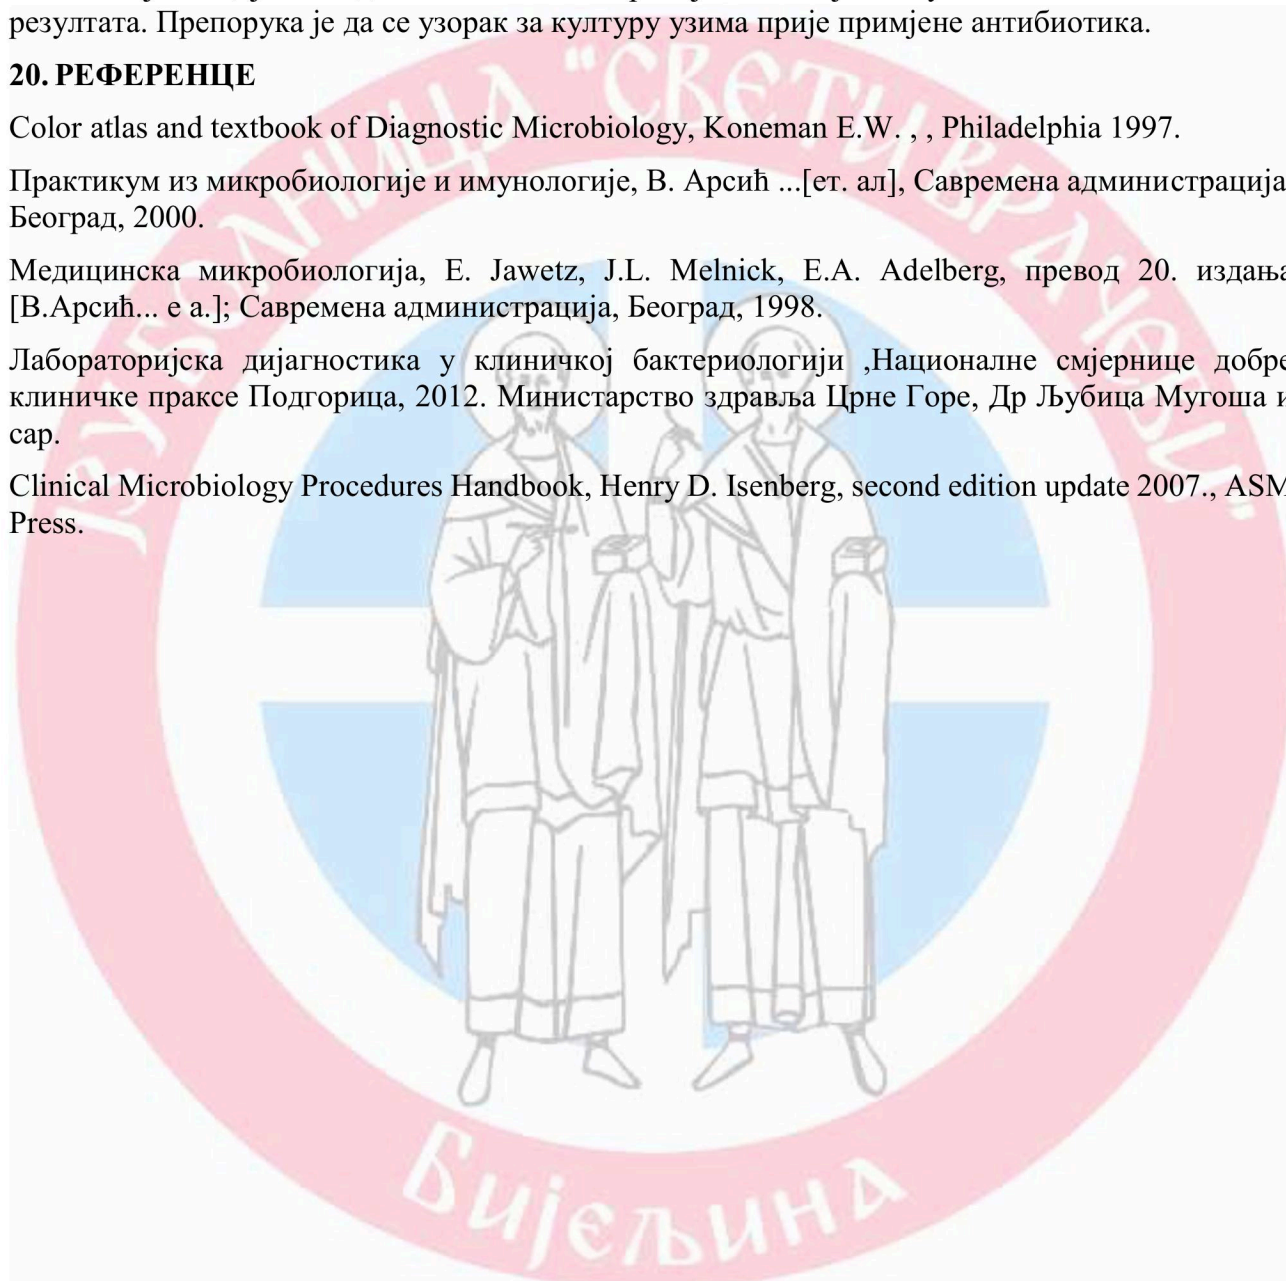 резултата. Препорука је да се узорак за културу узима прије примјене антибиотика.
20. РЕФЕРЕНЦЕ
Color atlas and textbook of Diagnostic Microbiology, Koneman E.W. , , Philadelphia 1997.
Практикум из микробиологије и имунологије, В. Арсић ...[ет. ал], Савремена администрација
Београд, 2000.
Медицинска микробиологија, E. Jawetz, J.L. Melnick, E.A. Adelberg, превод 20. издања
[В.Арсић... е а.]; Савремена администрација, Београд, 1998.
Лабораторијска дијагностика у клиничкој бактериологији ,Националне смјернице добре
клиничке праксе Подгорица, 2012. Министарство здравља Црне Горе, Др Љубица Мугоша и
сар.
Clinical Microbiology Procedures Handbook, Henry D. Isenberg, second edition update 2007., ASM
Press.
ЈЗУ БОЛНИЦА "СВЕТИ ВРАЧЕВИ"
Бијељина